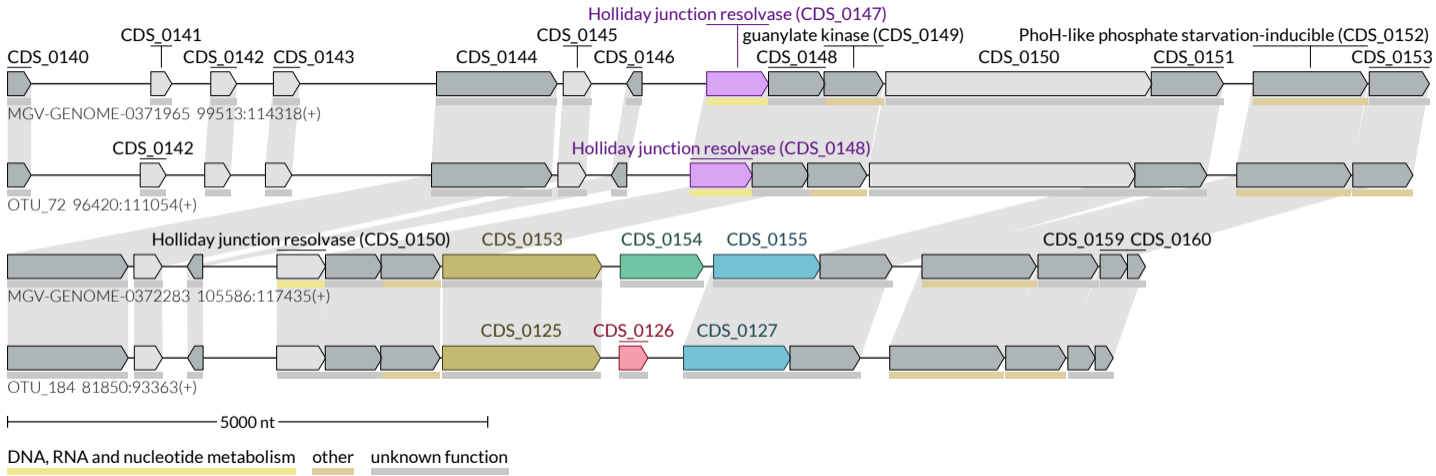 Holliday junction resolvase (CDS_0147)
CDS_0141 CDS_0145 guanylate kinase (CDS_0149) PhoH-like phosphate starvation-inducible (CDS_0152)
CDS_0140 CDS_0142 CDS_0143 CDS_0144 CDS_0146 CDS_0148 CDS_0150 CDS_0151 CDS_0153
MGV-GENOME-0371965 99513:114318(+)
CDS_0142 Holliday junction resolvase (CDS_0148)
OTU_72 96420:111054(+)
Holliday junction resolvase (CDS_0150) CDS_0153 CDS_0154 CDS_0155 CDS_0159 CDS_0160
MGV-GENOME-0372283 105586:117435(+)
CDS_0125 CDS_0126 CDS_0127
OTU_184 81850:93363(+)
5000 nt
DNA, RNA and nucleotide metabolism other unknown function